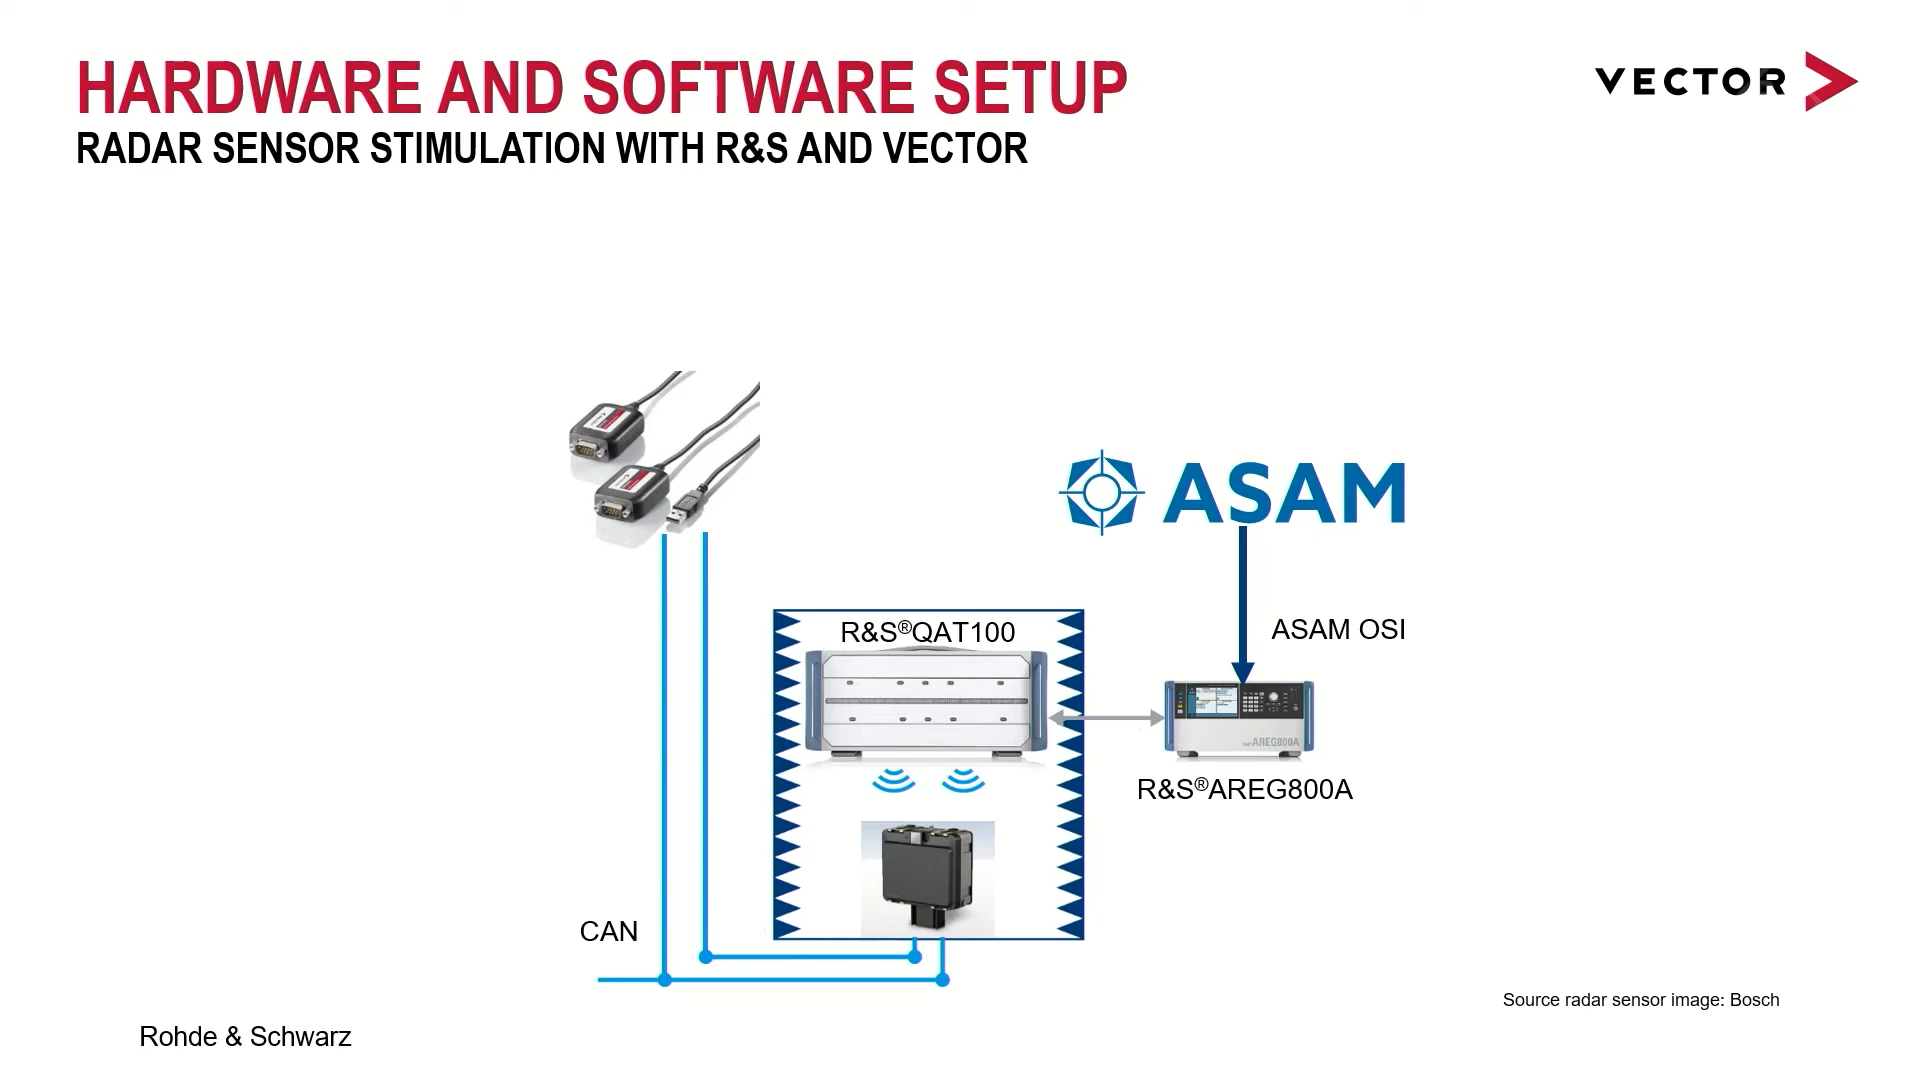 HARDWARE AND SOFTWARE SETUP
RADAR SENSOR STIMULATION WITH R&S AND VECTOR
VECTOR
ASAM
ASAM OSI
R&S®QAT100
AREG800A
R&S®AREG800A
CAN
Source radar sensor image: Bosch
Rohde & Schwarz